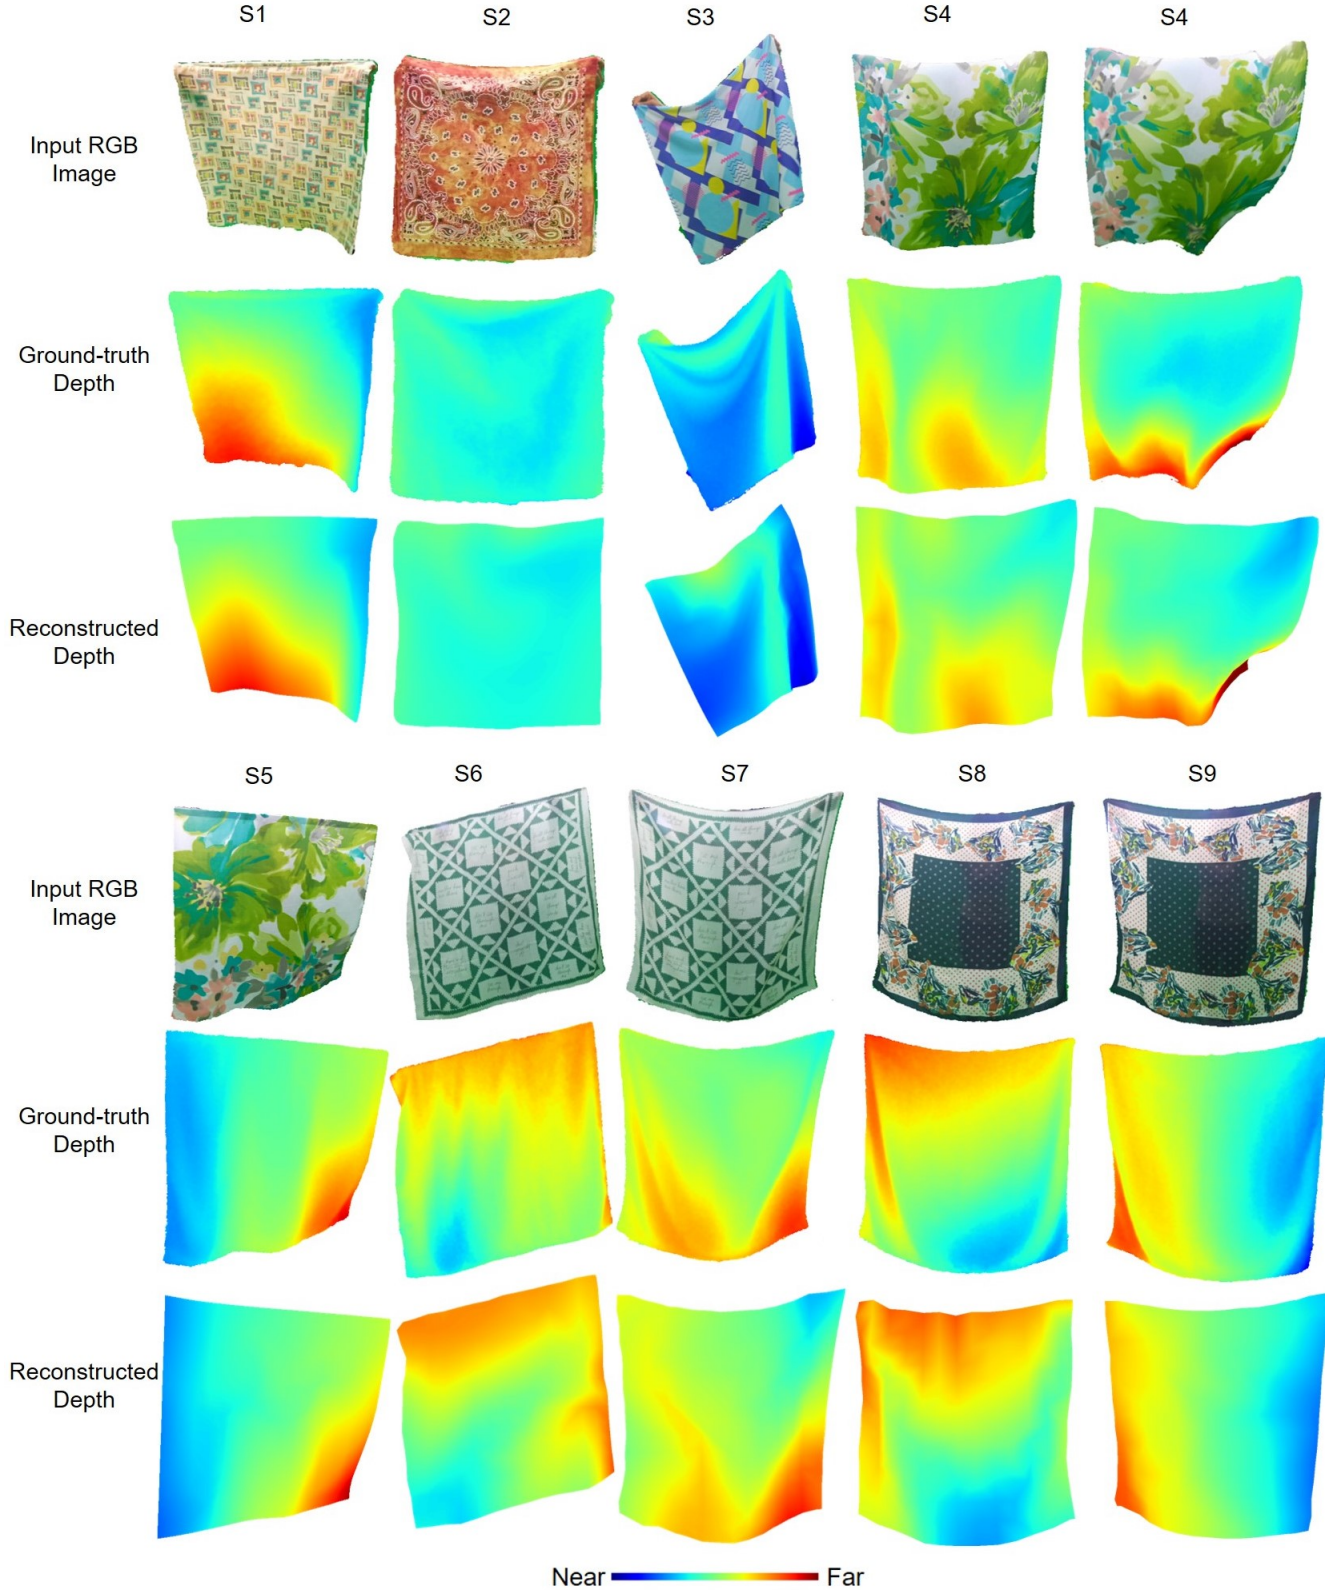 S1 S2 S3 S4 S4
Input RGB
Image
Ground-truth
Depth
Reconstructed
Depth
S5 S6 S7 S8 S9
Input RGB
Image
Ground-truth
Depth
Reconstructed
Depth
Near Far